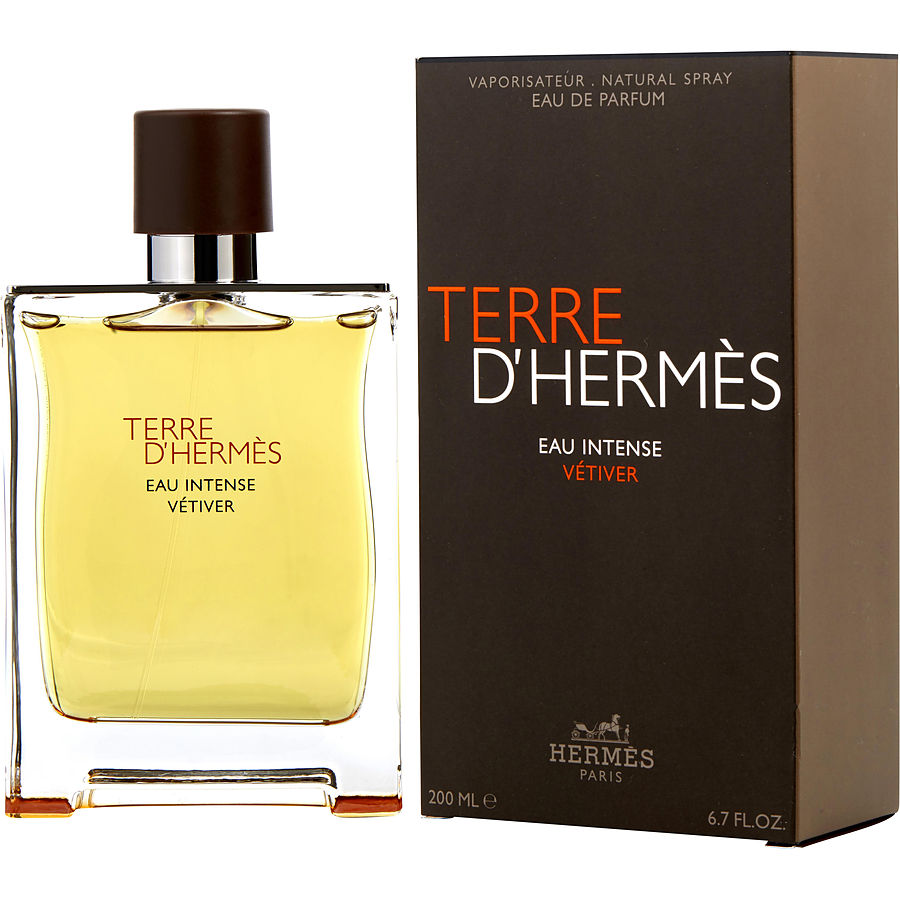 TERRE
D'HERMÈS
EAU INTENSE
VÉTIVER
VAPORISATEUR . NATURAL SPRAY
EAU DE PARFUM
TERRE
D'HERMÈS
EAU INTENSE
VÉTIVER
HERMÈS
PARIS
200 ML ℮
6.7 FL.OZ.